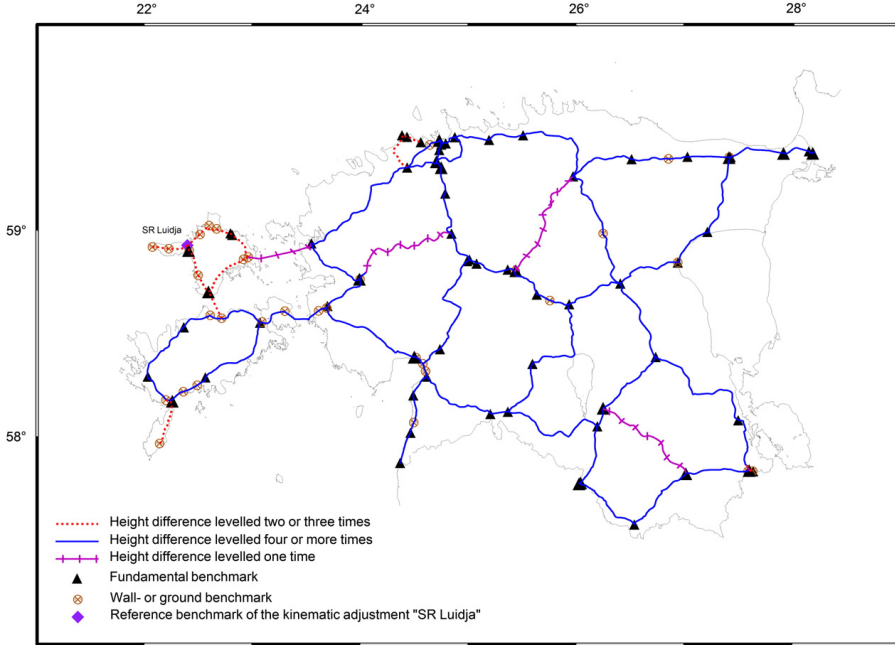 22° 24° 26° 28°
SR Luidja
59°
58°
Height difference levelled two or three times
Height difference levelled four or more times
Height difference levelled one time
Fundamental benchmark
Wall- or ground benchmark
Reference benchmark of the kinematic adjustment "SR Luidja"